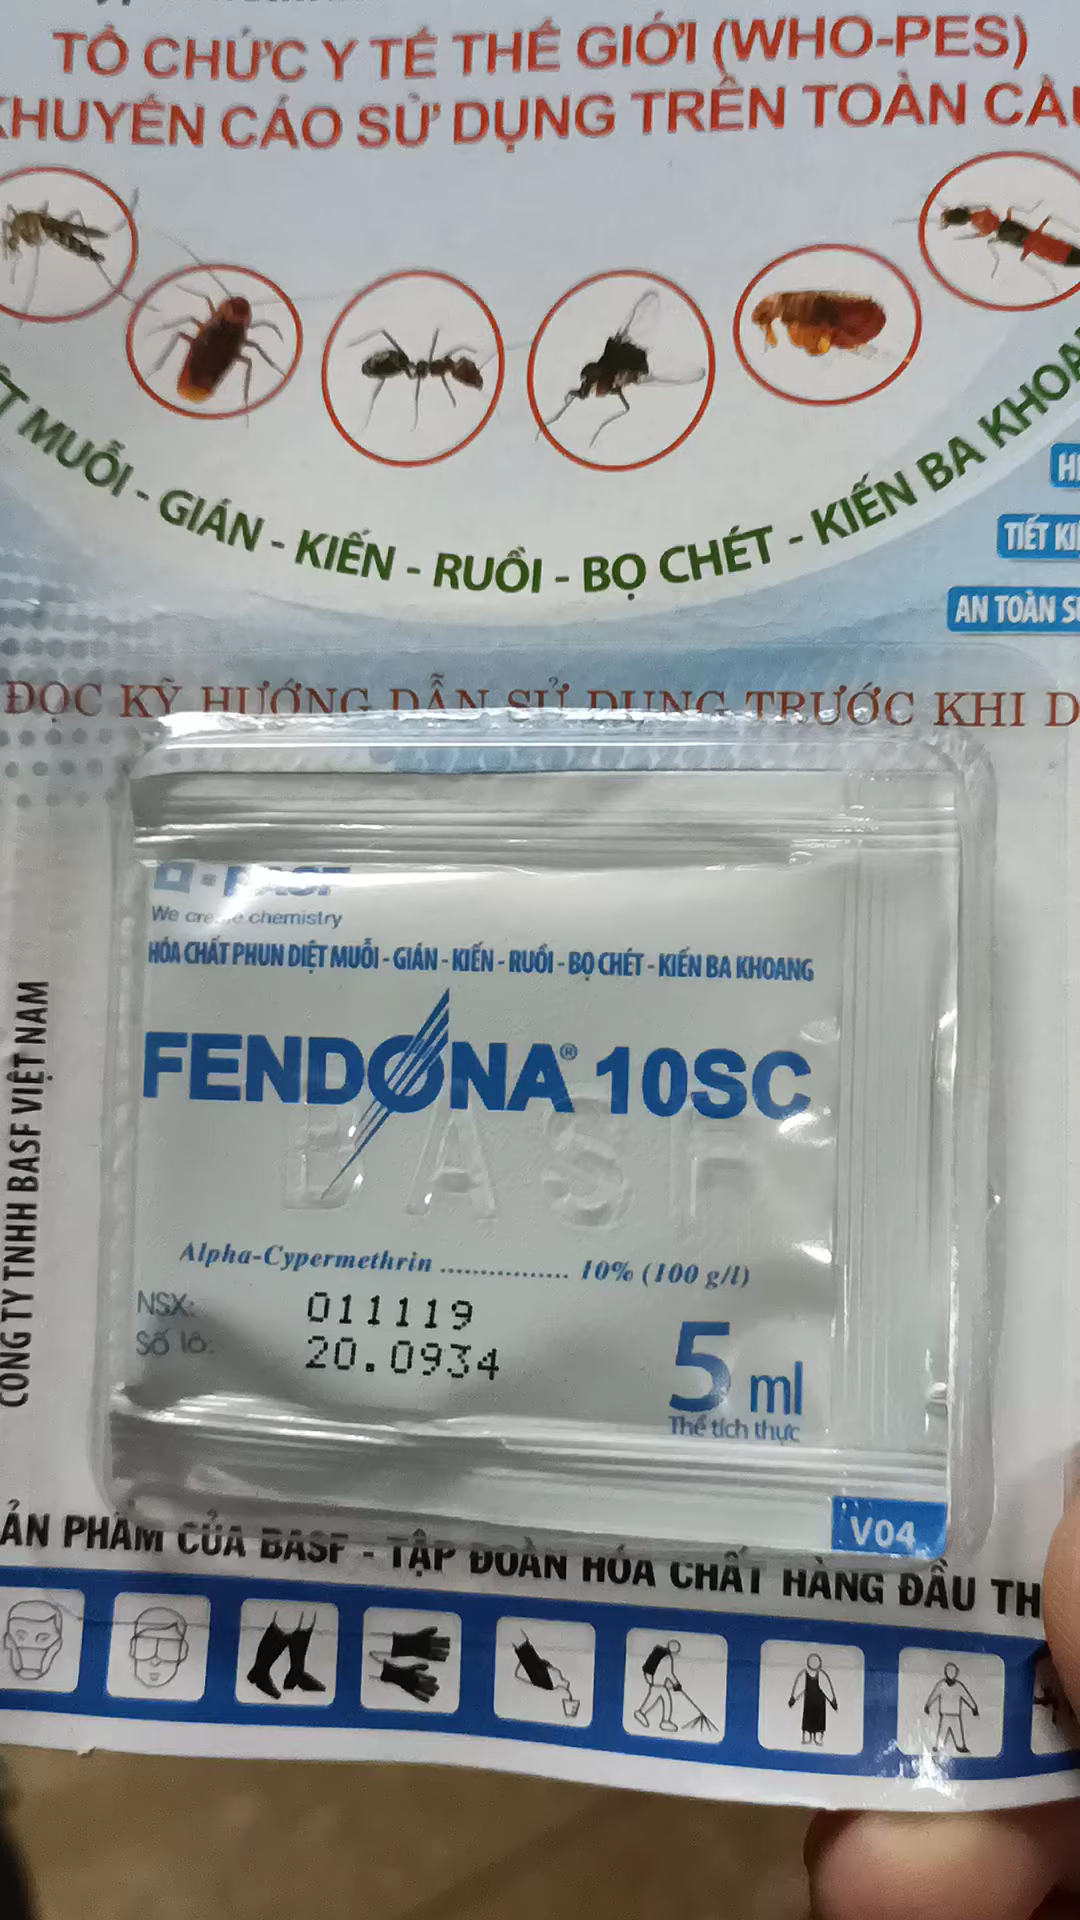 TỔ CHỨC Y TẾ THẾ GIỚI (WHO-PES)
KHUYẾN CÁO SỬ DỤNG TRÊN TOÀN CẦU
MUỖI - GIÁN - KIẾN - RUỒI - BỌ CHÉT - KIẾN BA KHOANG
TIẾT
AN TOÀN
ĐỌC KỸ HƯỚNG DẪN SỬ DỤNG TRƯỚC KHI
BASF
We create chemistry
HÓA CHẤT PHUN DIỆT MUỖI - GIÁN - KIẾN - RUỒI - BỌ CHÉT - KIẾN BA KHOANG
FENDONA® 10SC
BASF
Alpha-Cypermethrin ................ 10% (100 g/l)
NSX: 011119
Số lô: 20.0934
5 ml
Thể tích thực
V04
CÔNG TY TNHH BASF VIỆT NAM
SẢN PHẨM CỦA BASF - TẬP ĐOÀN HÓA CHẤT HÀNG ĐẦU